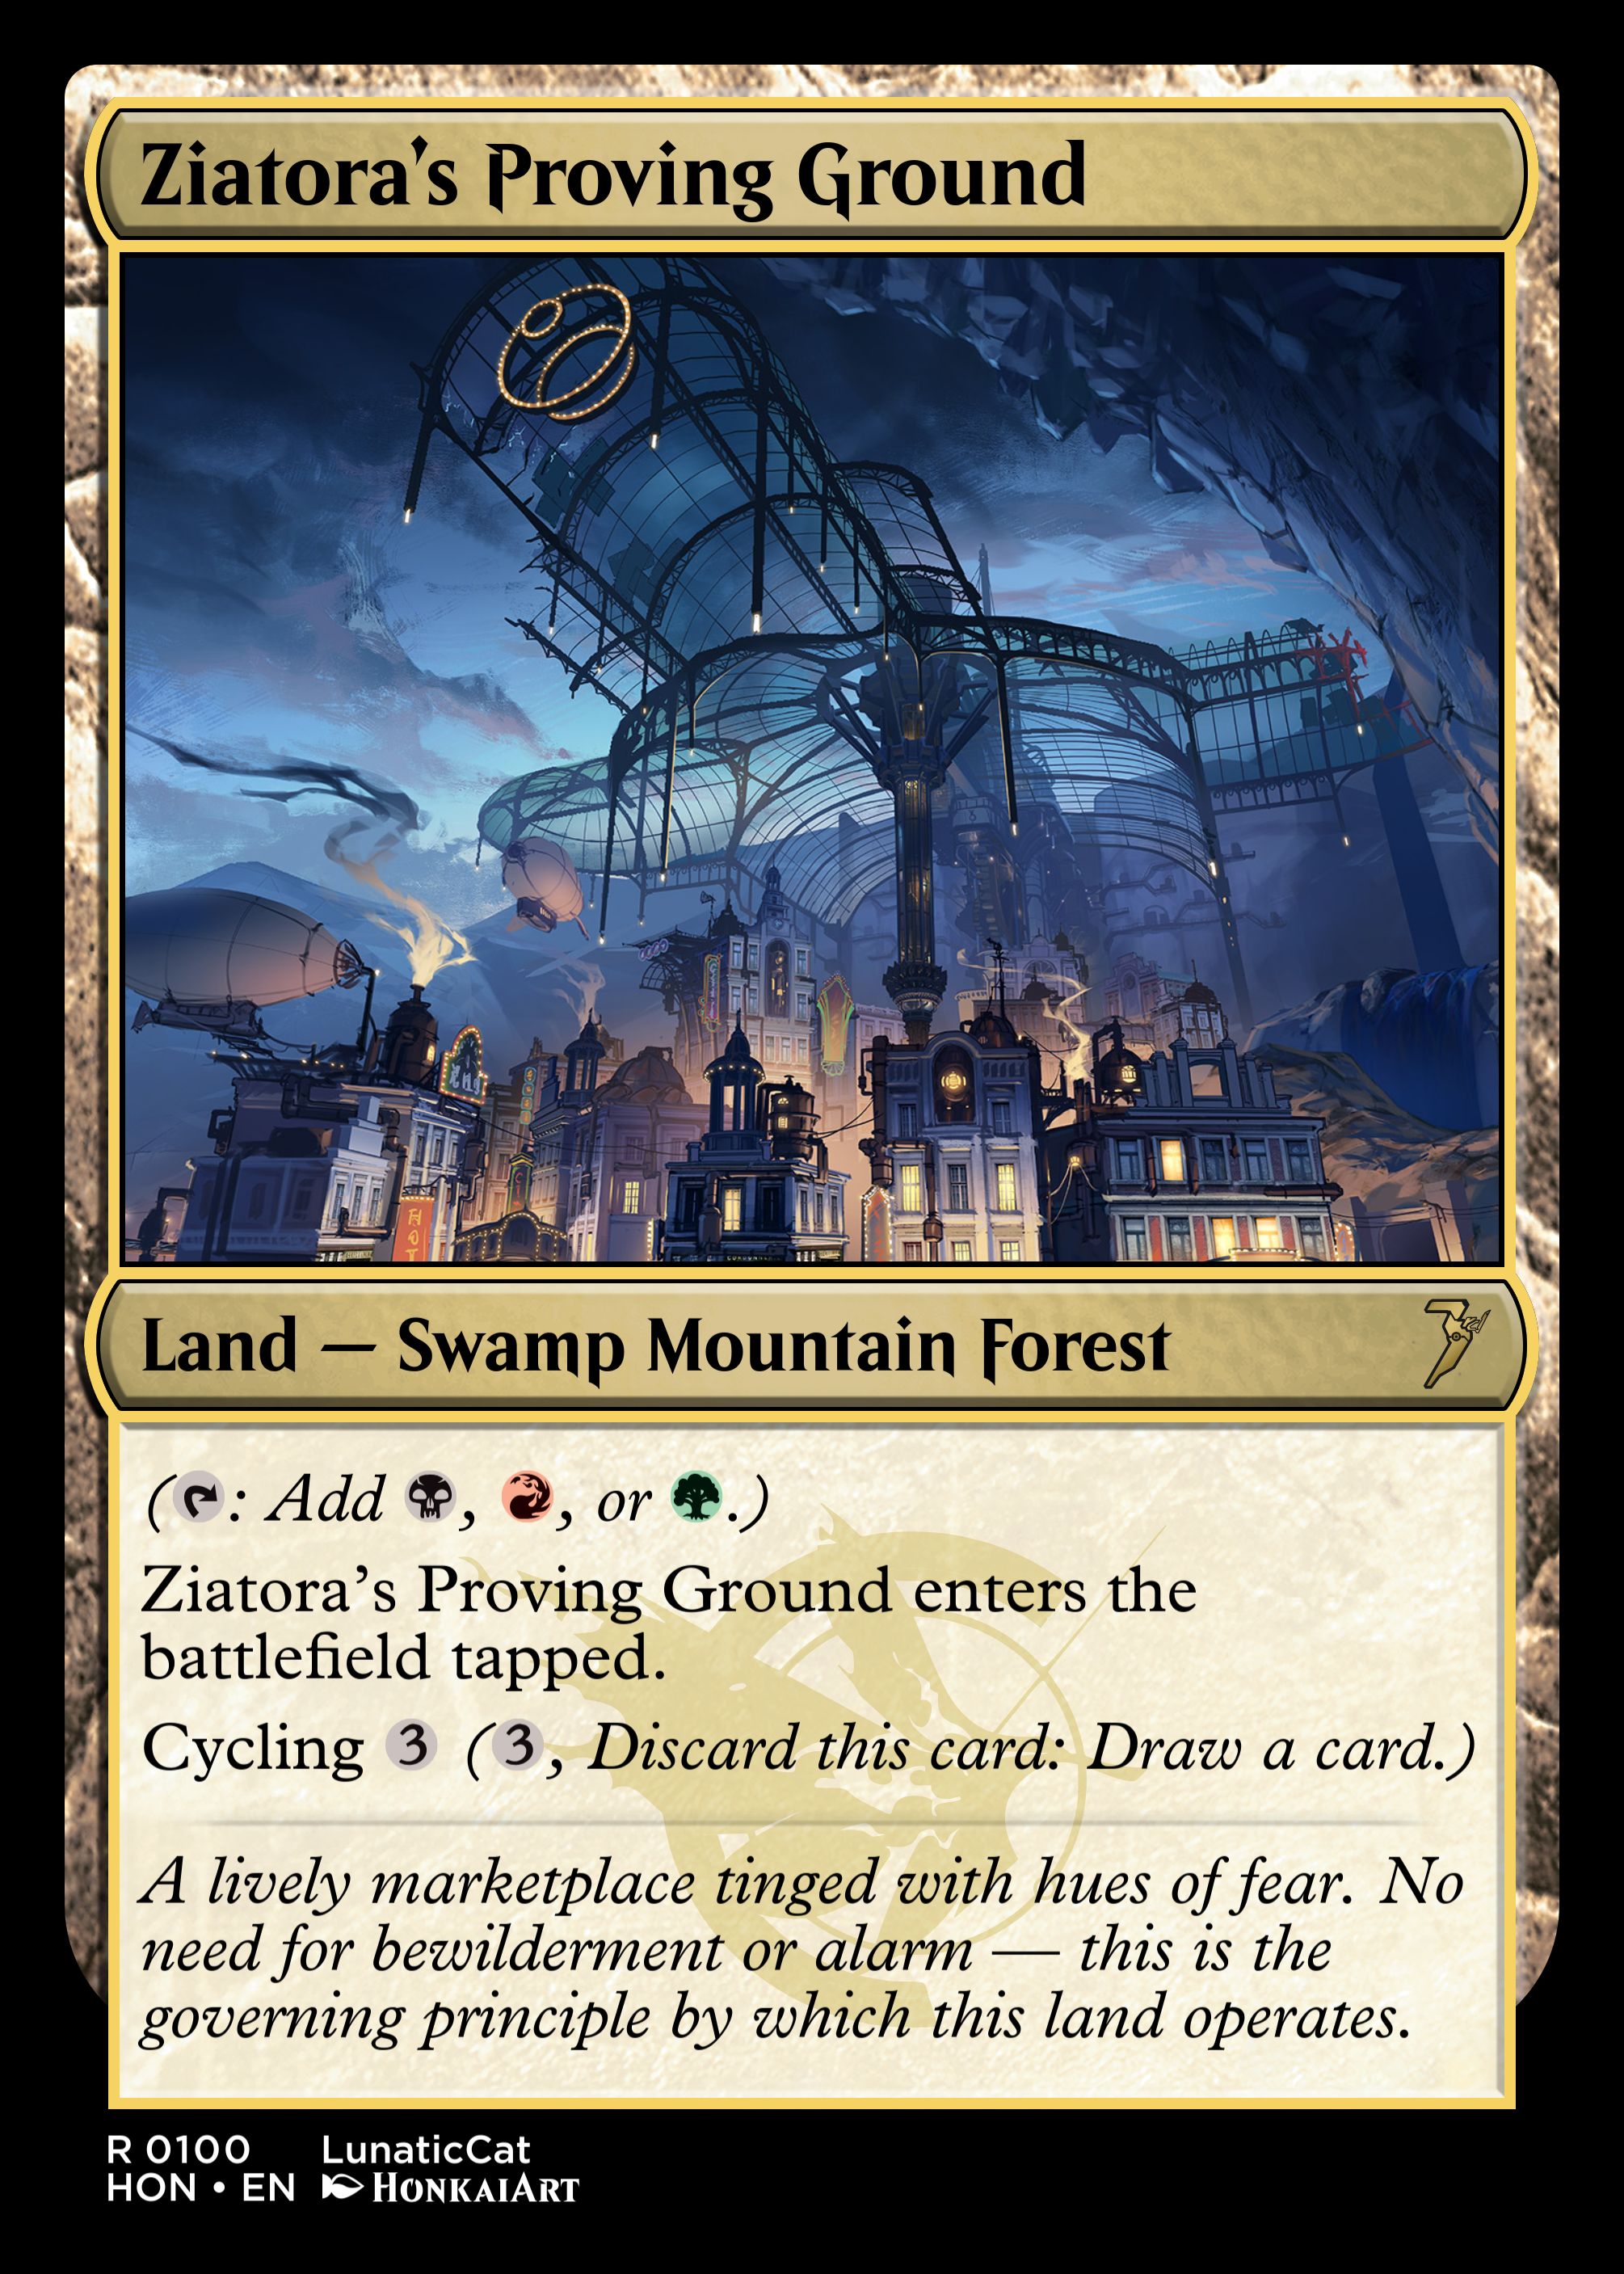 Ziatora's Proving Ground
Land — Swamp Mountain Forest
(: Add , , or .)
Ziatora's Proving Ground enters the
battlefield tapped.
Cycling 3 (3, Discard this card: Draw a card.)
A lively marketplace tinged with hues of fear. No
need for bewilderment or alarm — this is the
governing principle by which this land operates.
R 0100 LunaticCat
HON • EN HONKAIART